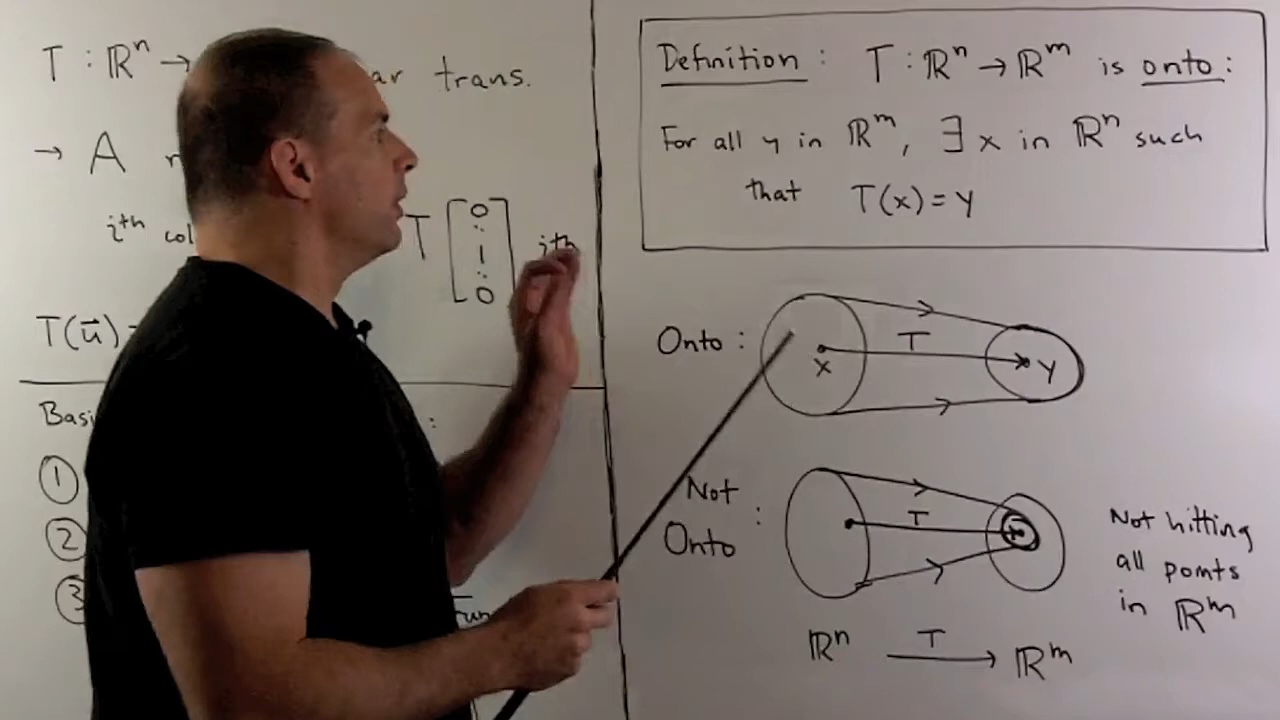 T : ℝⁿ →
ar trans.
→ A
iᵗʰ col
T [0 : 1 : 0] iᵗʰ
T(u⃗)
:
①
②
③
Definition : T : ℝⁿ → ℝᵐ is onto :
For all y in ℝᵐ, ∃ x in ℝⁿ such
that T(x) = y
Onto :
T
x
y
Not
Onto :
T
Not hitting
all points
in ℝᵐ
ℝⁿ T → ℝᵐ